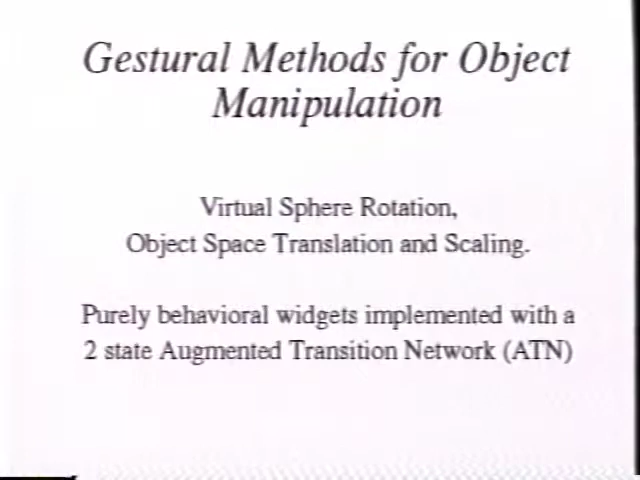 Gestural Methods for Object
Manipulation
Virtual Sphere Rotation,
Object Space Translation and Scaling.
Purely behavioral widgets implemented with a
2 state Augmented Transition Network (ATN)